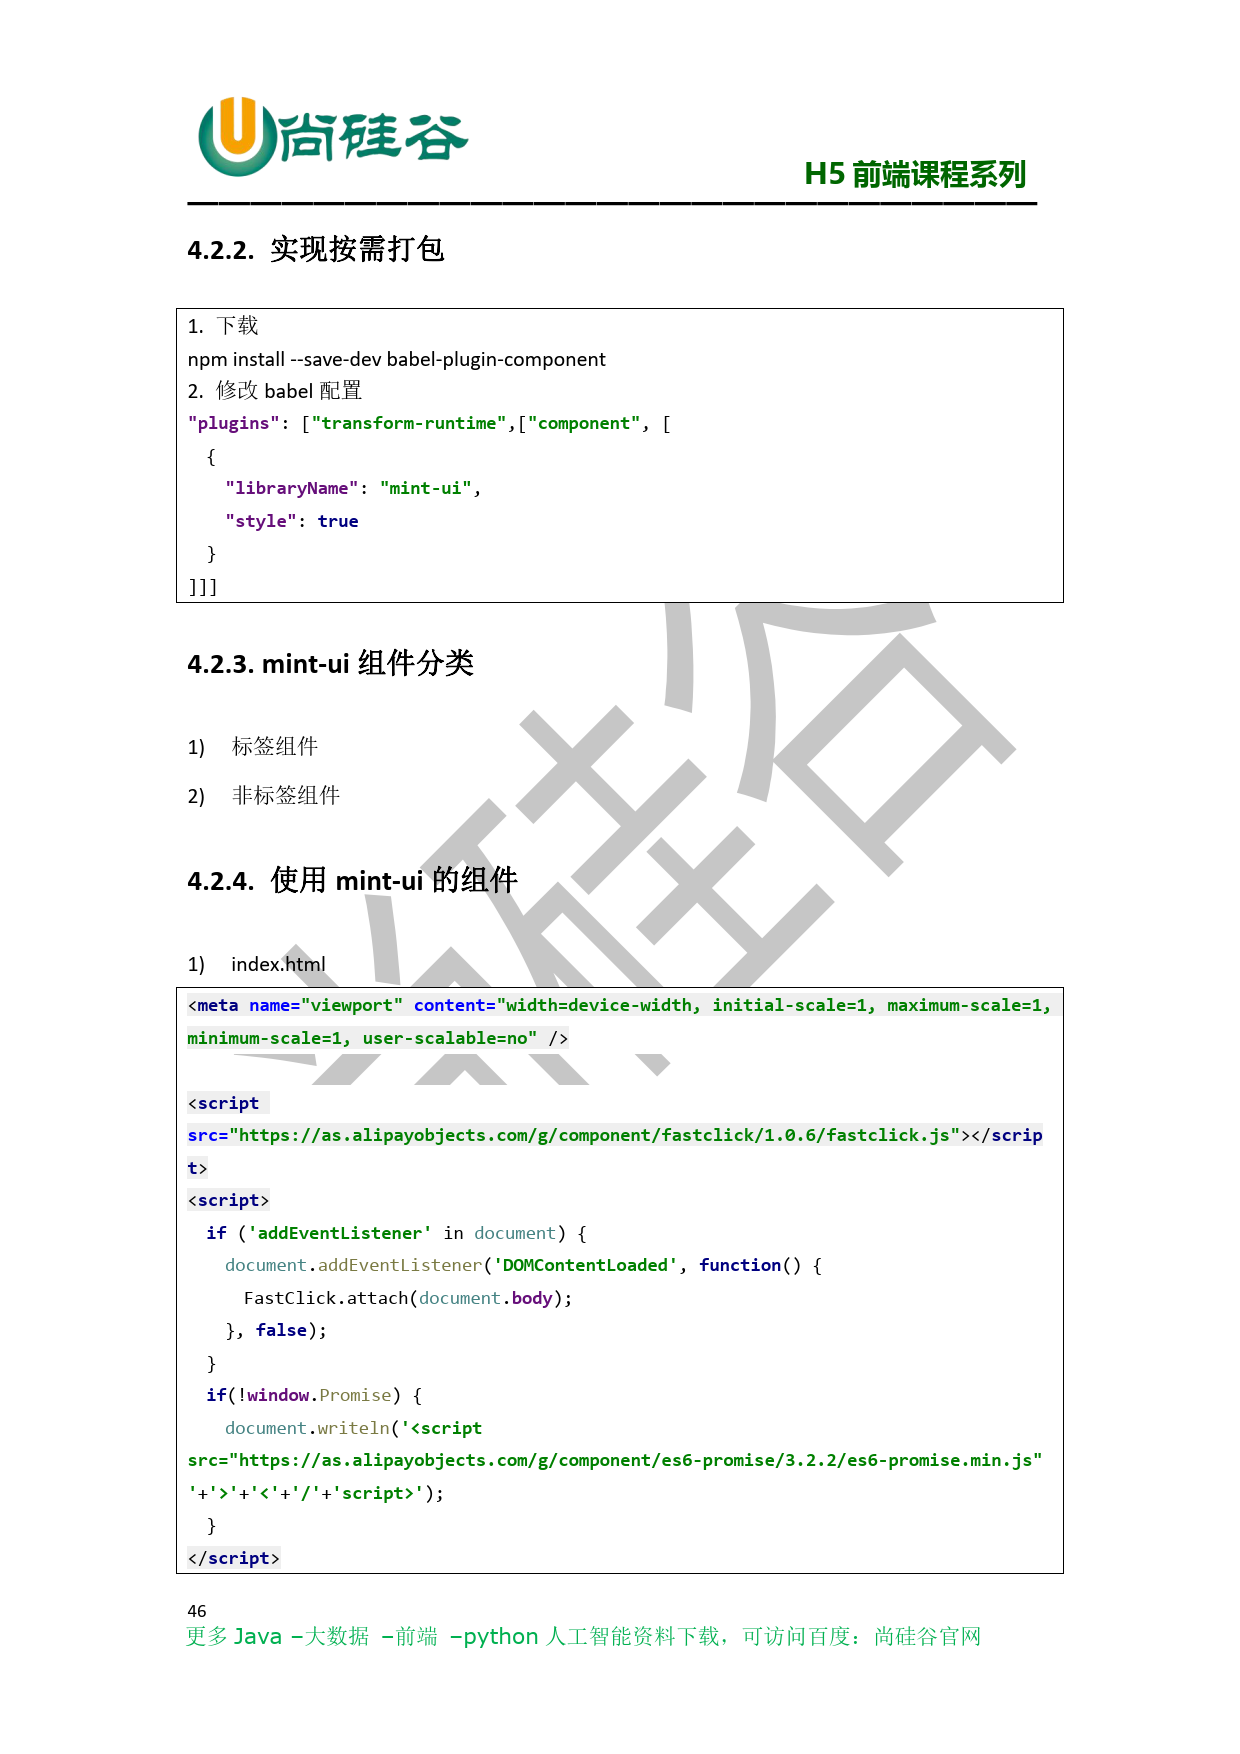 尚硅谷
H5 前端课程系列
4.2.2. 实现按需打包
1. 下载
npm install --save-dev babel-plugin-component
2. 修改 babel 配置
"plugins": ["transform-runtime",["component", [
  {
    "libraryName": "mint-ui",
    "style": true
  }
]]]
4.2.3. mint-ui 组件分类
1) 标签组件
2) 非标签组件
4.2.4. 使用 mint-ui 的组件
1) index.html
<meta name="viewport" content="width=device-width, initial-scale=1, maximum-scale=1,
minimum-scale=1, user-scalable=no" />
<script
src="https://as.alipayobjects.com/g/component/fastclick/1.0.6/fastclick.js"></scrip
t>
<script>
  if ('addEventListener' in document) {
    document.addEventListener('DOMContentLoaded', function() {
      FastClick.attach(document.body);
    }, false);
  }
  if(!window.Promise) {
    document.writeln('<script
src="https://as.alipayobjects.com/g/component/es6-promise/3.2.2/es6-promise.min.js"
'+'>'+'<'+'/'+'script>');
  }
</script>
46
更多 Java –大数据 –前端 –python 人工智能资料下载，可访问百度：尚硅谷官网